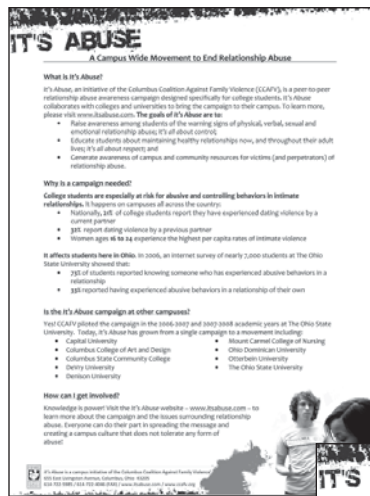 IT'S ABUSE
A Campus Wide Movement to End Relationship Abuse
What is It's Abuse?
It's Abuse, an initiative of the Columbus Coalition Against Family Violence (CCAFV), is a peer-to-peer
relationship abuse awareness campaign designed specifically for college students. It's Abuse
collaborates with colleges and universities to bring the campaign to their campus. To learn more,
please visit www.itsabuse.com. The goals of It's Abuse are to:
• Raise awareness among students of the warning signs of physical, verbal, sexual and
emotional relationship abuse; it's all about control;
• Educate students about maintaining healthy relationships now, and throughout their adult
lives; it's all about respect; and
• Generate awareness of campus and community resources for victims (and perpetrators) of
relationship abuse.
Why is a campaign needed?
College students are especially at risk for abusive and controlling behaviors in intimate
relationships. It happens on campuses all across the country:
• Nationally, 21% of college students report they have experienced dating violence by a
current partner
• 32% report dating violence by a previous partner
• Women ages 16 to 24 experience the highest per capita rates of intimate violence
It affects students here in Ohio. In 2006, an internet survey of nearly 7,000 students at The Ohio
State University showed that:
• 73% of students reported knowing someone who has experienced abusive behaviors in a
relationship
• 33% reported having experienced abusive behaviors in a relationship of their own
Is the It's Abuse campaign at other campuses?
Yes! CCAFV piloted the campaign in the 2006-2007 and 2007-2008 academic years at The Ohio State
University. Today, It's Abuse has grown from a single campaign to a movement including:
• Capital University
• Columbus College of Art and Design
• Columbus State Community College
• DeVry University
• Denison University
• Mount Carmel College of Nursing
• Ohio Dominican University
• Otterbein University
• The Ohio State University
How can I get involved?
Knowledge is power! Visit the It's Abuse website – www.itsabuse.com – to
learn more about the campaign and the issues surrounding relationship
abuse. Everyone can do their part in spreading the message and
creating a campus culture that does not tolerate any form of
abuse!
It's Abuse is a campus initiative of the Columbus Coalition Against Family Violence
East Livingston Avenue, Columbus, Ohio
IT'S